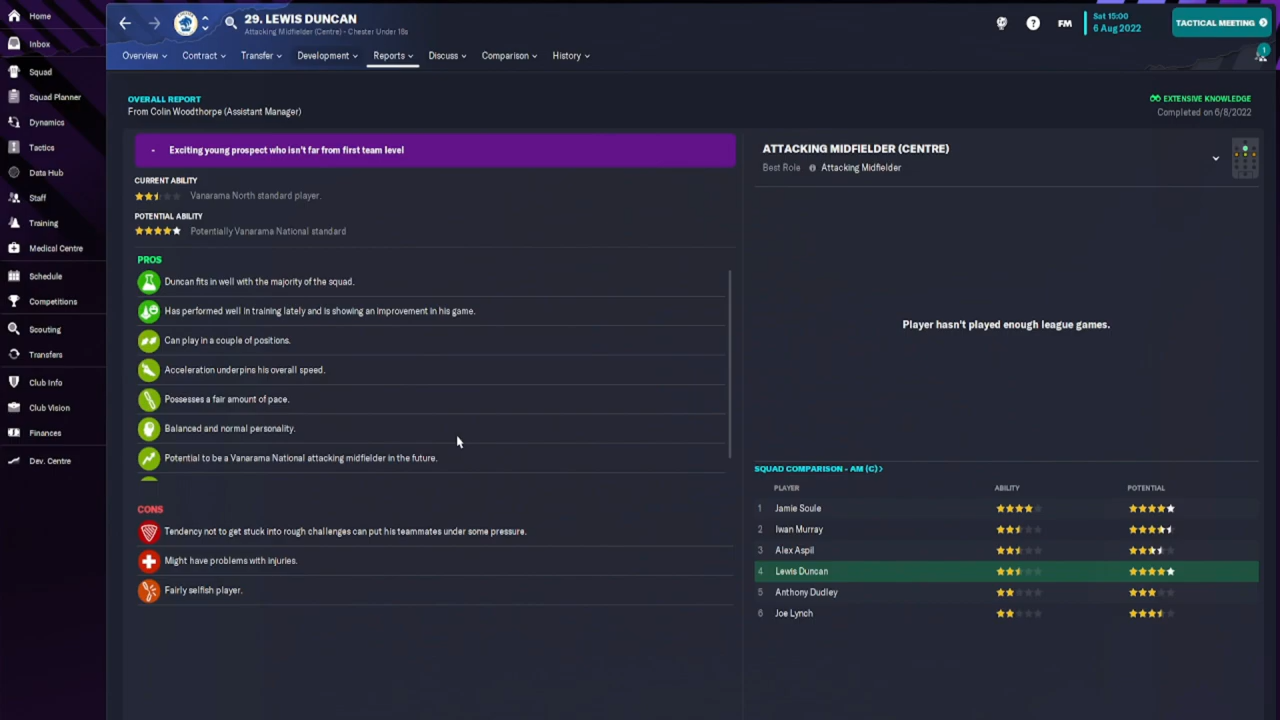 Home
Inbox
Squad
Squad Planner
Dynamics
Tactics
Data Hub
Staff
Training
Medical Centre
Schedule
Competitions
Scouting
Transfers
Club Info
Club Vision
Finances
Dev. Centre
29. LEWIS DUNCAN
Attacking Midfielder (Centre) - Chester Under 18s
? FM
Sat 15:00
6 Aug 2022
TACTICAL MEETING
1
Overview Contract Transfer Development Reports Discuss Comparison History
OVERALL REPORT
From Colin Woodthorpe (Assistant Manager)
EXTENSIVE KNOWLEDGE
Completed on 6/8/2022
- Exciting young prospect who isn't far from first team level
CURRENT ABILITY
Vanarama North standard player.
POTENTIAL ABILITY
Potentially Vanarama National standard
PROS
Duncan fits in well with the majority of the squad.
Has performed well in training lately and is showing an improvement in his game.
Can play in a couple of positions.
Acceleration underpins his overall speed.
Possesses a fair amount of pace.
Balanced and normal personality.
Potential to be a Vanarama National attacking midfielder in the future.
CONS
Tendency not to get stuck into rough challenges can put his teammates under some pressure.
Might have problems with injuries.
Fairly selfish player.
ATTACKING MIDFIELDER (CENTRE)
Best Role Attacking Midfielder
Player hasn't played enough league games.
SQUAD COMPARISON - AM (C)>
PLAYER ABILITY POTENTIAL
1 Jamie Soule
2 Iwan Murray
3 Alex Aspil
4 Lewis Duncan
5 Anthony Dudley
6 Joe Lynch